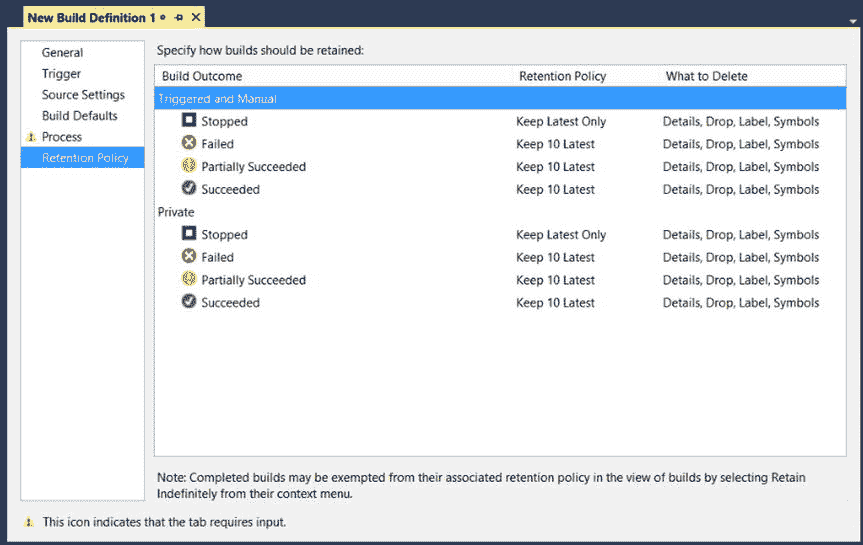 New Build Definition 1
General
Trigger
Source Settings
Build Defaults
Process
Retention Policy
Specify how builds should be retained:
Build Outcome Retention Policy What to Delete
Triggered and Manual
Stopped Keep Latest Only Details, Drop, Label, Symbols
Failed Keep 10 Latest Details, Drop, Label, Symbols
Partially Succeeded Keep 10 Latest Details, Drop, Label, Symbols
Succeeded Keep 10 Latest Details, Drop, Label, Symbols
Private
Stopped Keep Latest Only Details, Drop, Label, Symbols
Failed Keep 10 Latest Details, Drop, Label, Symbols
Partially Succeeded Keep 10 Latest Details, Drop, Label, Symbols
Succeeded Keep 10 Latest Details, Drop, Label, Symbols
Note: Completed builds may be exempted from their associated retention policy in the view of builds by selecting Retain
Indefinitely from their context menu.
This icon indicates that the tab requires input.